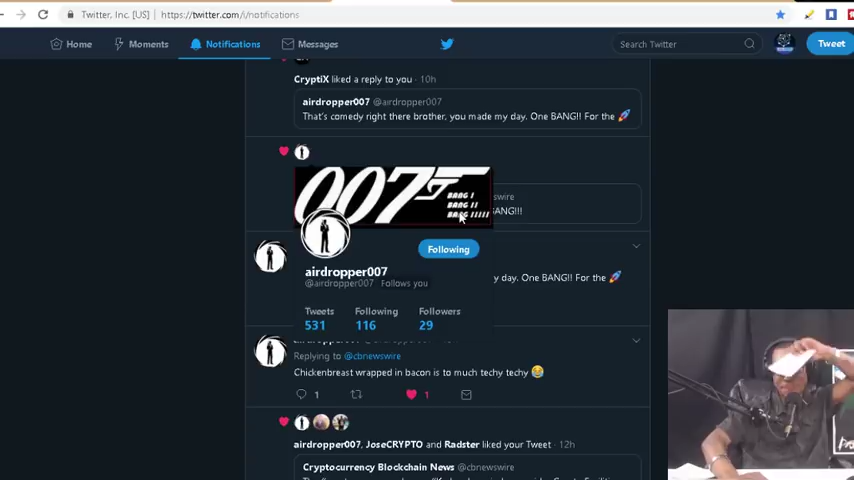 Twitter, Inc. [US] | https://twitter.com/i/notifications
Home Moments Notifications Messages Search Twitter Tweet
CryptiX liked a reply to you · 10h
airdropper007 @airdropper007
That's comedy right there brother, you made my day. One BANG!! For the 🚀
007
BANG !
BANG !!
BANG !!!!!
swire
BANG!!!
Following
airdropper007
@airdropper007 Follows you
y day. One BANG!! For the 🚀
Tweets Following Followers
531 116 29
Replying to @cbnewswire
Chickenbreast wrapped in bacon is to much techy techy 😂
1 1
airdropper007, JoseCRYPTO and Radster liked your Tweet · 12h
Cryptocurrency Blockchain News @cbnewswire